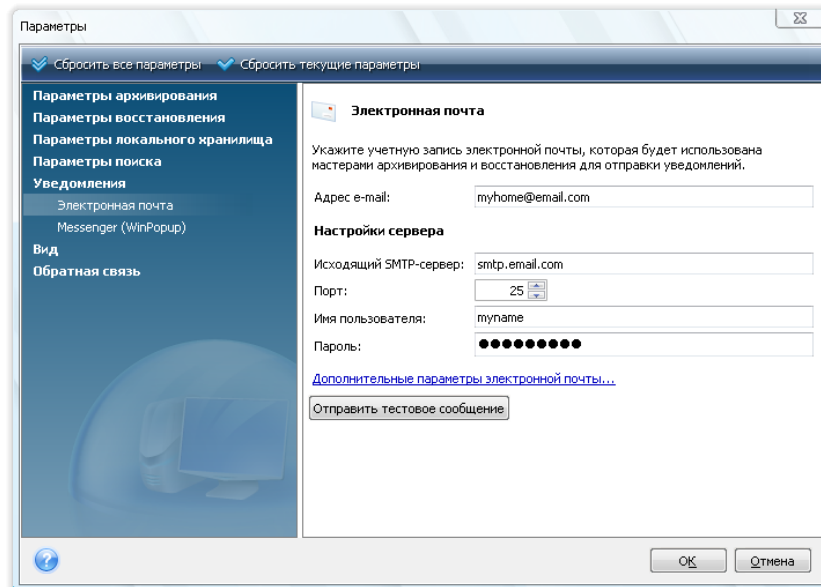 Параметры
Сбросить все параметры Сбросить текущие параметры
Параметры архивирования
Параметры восстановления
Параметры локального хранилища
Параметры поиска
Уведомления
Электронная почта
Messenger (WinPopup)
Вид
Обратная связь
Электронная почта
Укажите учетную запись электронной почты, которая будет использована
мастерами архивирования и восстановления для отправки уведомлений.
Адрес e-mail: myhome@email.com
Настройки сервера
Исходящий SMTP-сервер: smtp.email.com
Порт: 25
Имя пользователя: myname
Пароль: ●●●●●●●●●
Дополнительные параметры электронной почты...
Отправить тестовое сообщение
? OK Отмена